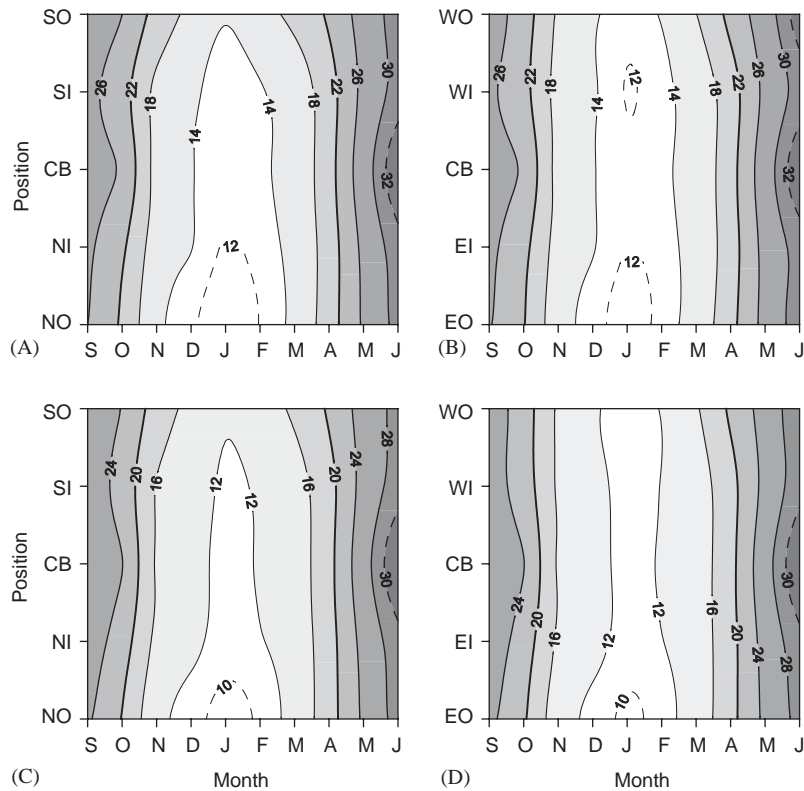 SO
SI
CB
NI
NO
Position
26
22
18
14
14
18
22
26
30
32
12
(A)
S O N D J F M A M J
WO
WI
CB
EI
EO
26
22
18
14
12
14
18
22
26
30
32
12
(B)
S O N D J F M A M J
SO
SI
CB
NI
NO
Position
24
20
16
12
12
16
20
24
28
30
10
(C)
S O N D J F M A M J
Month
WO
WI
CB
EI
EO
24
20
16
12
12
16
20
24
28
30
10
(D)
S O N D J F M A M J
Month